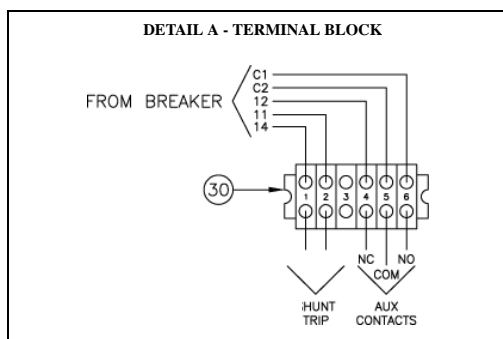 DETAIL A - TERMINAL BLOCK
C1
C2
FROM BREAKER
12
11
14
30
1 2 3 4 5 6
NC NO
COM
HUNT AUX
TRIP CONTACTS